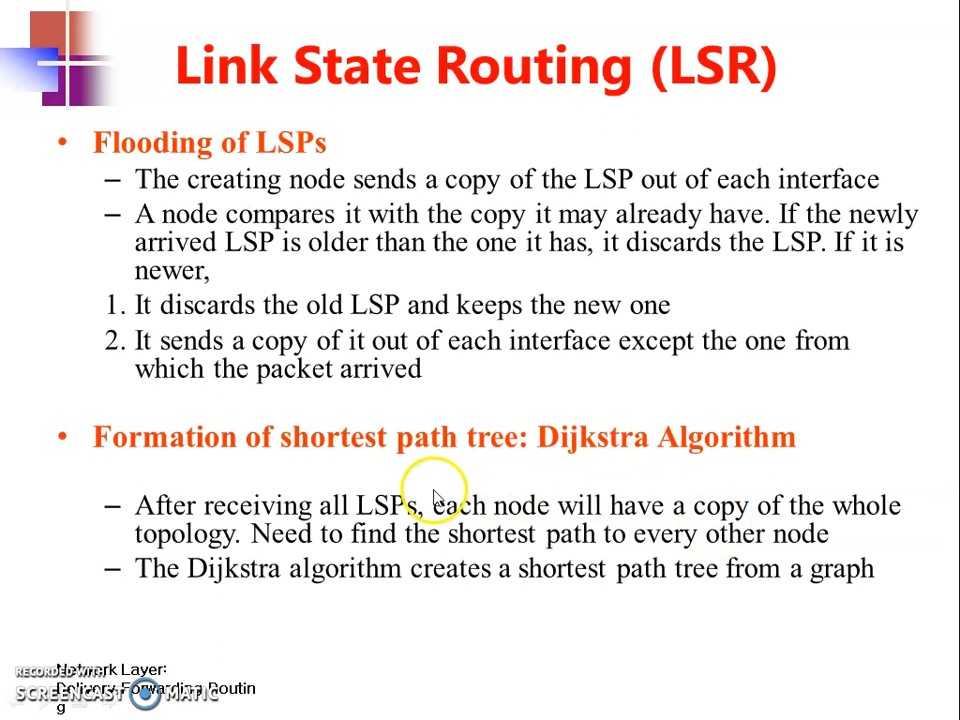 Link State Routing (LSR)
• Flooding of LSPs
– The creating node sends a copy of the LSP out of each interface
– A node compares it with the copy it may already have. If the newly
arrived LSP is older than the one it has, it discards the LSP. If it is
newer,
1. It discards the old LSP and keeps the new one
2. It sends a copy of it out of each interface except the one from
which the packet arrived
• Formation of shortest path tree: Dijkstra Algorithm
– After receiving all LSPs, each node will have a copy of the whole
topology. Need to find the shortest path to every other node
– The Dijkstra algorithm creates a shortest path tree from a graph
Network Layer:
RECORDED WITH
Delivery Forwarding Routin
SCREENCAST MATIC
g